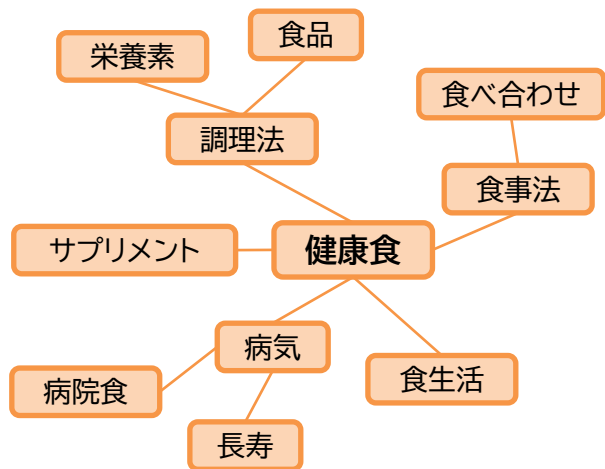 食品
栄養素
食べ合わせ
調理法
食事法
サプリメント
健康食
病気
食生活
病院食
長寿